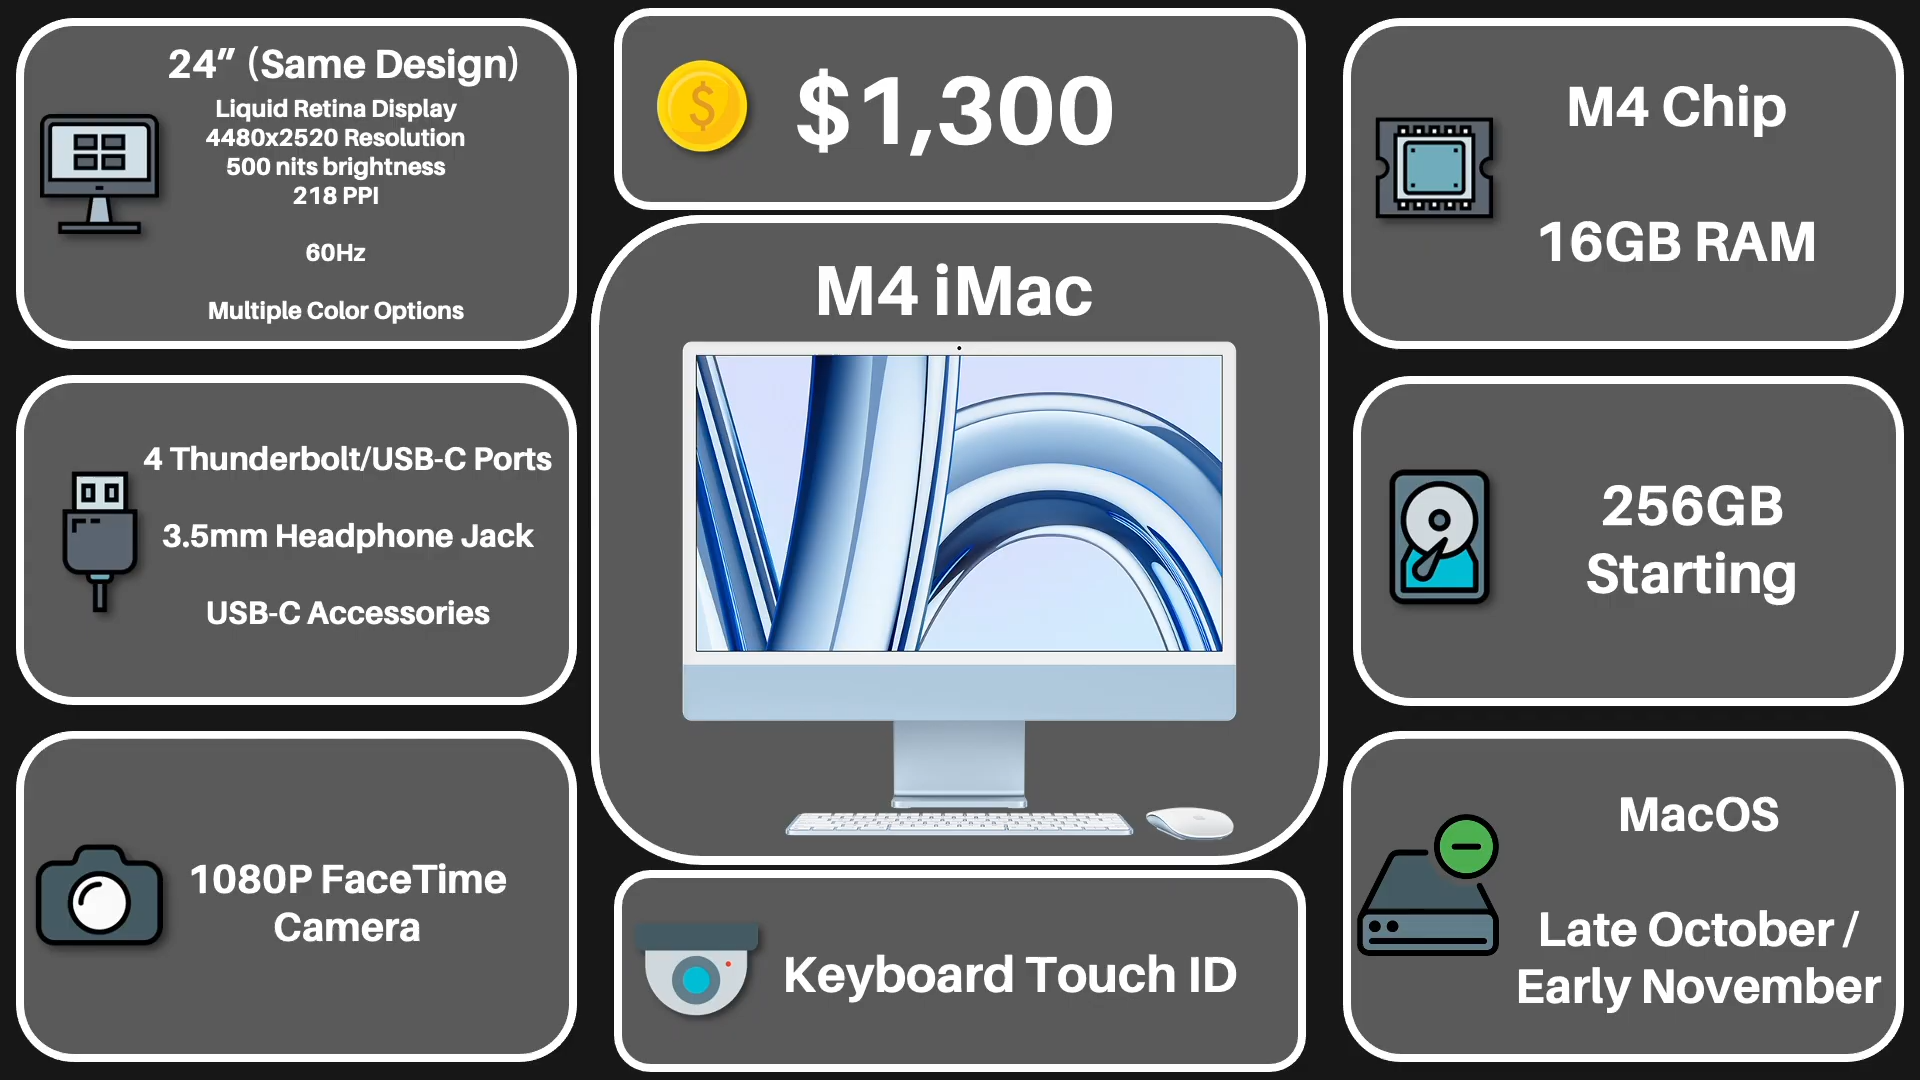 24” (Same Design)
Liquid Retina Display
4480x2520 Resolution
500 nits brightness
218 PPI
60Hz
Multiple Color Options
$1,300
M4 Chip
16GB RAM
M4 iMac
4 Thunderbolt/USB-C Ports
3.5mm Headphone Jack
USB-C Accessories
256GB
Starting
1080P FaceTime
Camera
Keyboard Touch ID
MacOS
Late October /
Early November